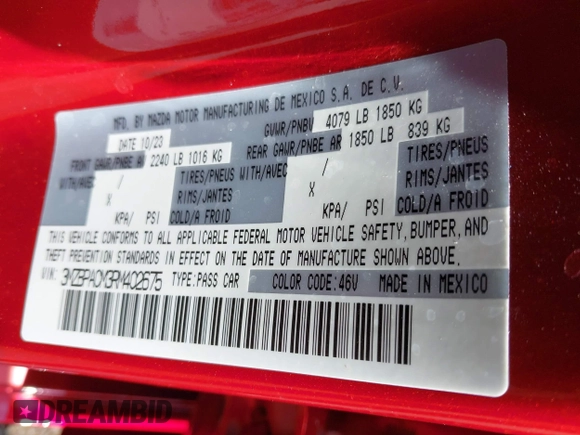 MFD. BY MAZDA MOTOR MANUFACTURING DE MEXICO S.A. DE C.V.
DATE 10/23 GVWR/PNBV 4079 LB 1850 KG
FRONT GAWR/PNBE AV 2240 LB 1016 KG REAR GAWR/PNBE AR 1850 LB 839 KG
WITH/AVEC / TIRES/PNEUS WITH/AVEC / TIRES/PNEUS
X RIMS/JANTES X RIMS/JANTES
KPA/ PSI COLD/A FROID KPA/ PSI COLD/A FROID
THIS VEHICLE CONFORMS TO ALL APPLICABLE FEDERAL MOTOR VEHICLE SAFETY, BUMPER, AND
THEFT PREVENTION STANDARDS IN EFFECT ON THE DATE OF MANUFACTURE SHOWN ABOVE.
VIN: 3MZBPACM3RM402675 TYPE:PASS CAR COLOR CODE:46V MADE IN MEXICO
DREAMBID